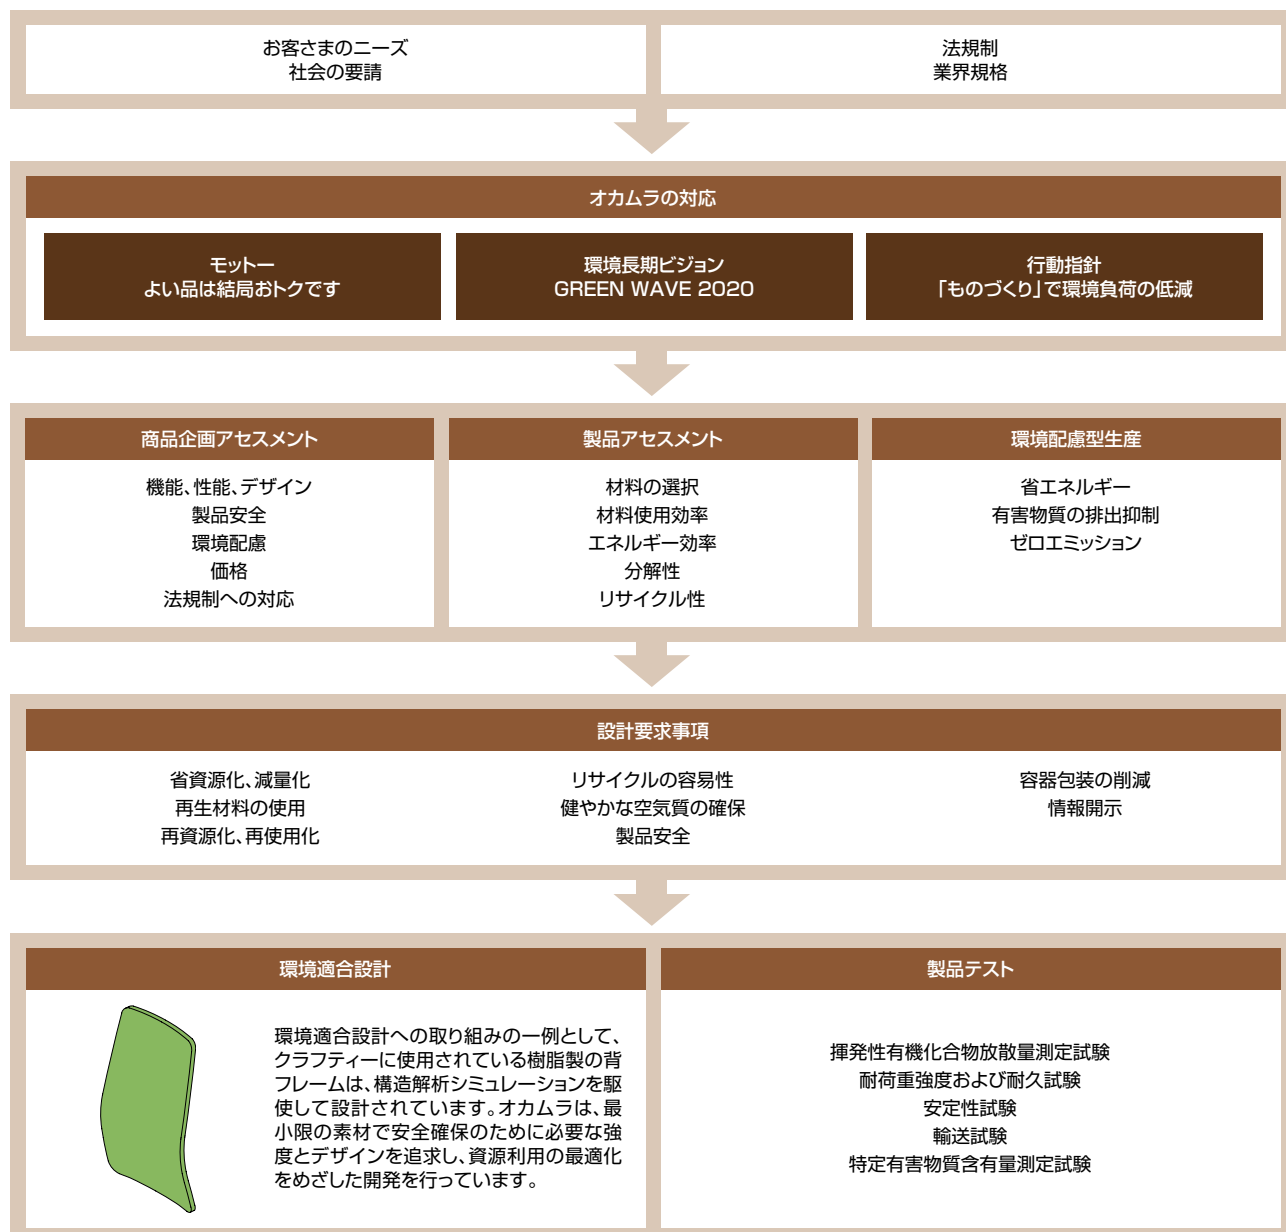 お客さまのニーズ
社会の要請
法規制
業界規格
オカムラの対応
モットー
よい品は結局おトクです
環境長期ビジョン
GREEN WAVE 2020
行動指針
「ものづくり」で環境負荷の低減
商品企画アセスメント
機能、性能、デザイン
製品安全
環境配慮
価格
法規制への対応
製品アセスメント
材料の選択
材料使用効率
エネルギー効率
分解性
リサイクル性
環境配慮型生産
省エネルギー
有害物質の排出抑制
ゼロエミッション
設計要求事項
省資源化、減量化
再生材料の使用
再資源化、再使用化
リサイクルの容易性
健やかな空気質の確保
製品安全
容器包装の削減
情報開示
環境適合設計
環境適合設計への取り組みの一例として、
クラフティーに使用されている樹脂製の背
フレームは、構造解析シミュレーションを駆
使して設計されています。オカムラは、最
小限の素材で安全確保のために必要な強
度とデザインを追求し、資源利用の最適化
をめざした開発を行っています。
製品テスト
揮発性有機化合物放散量測定試験
耐荷重強度および耐久試験
安定性試験
輸送試験
特定有害物質含有量測定試験